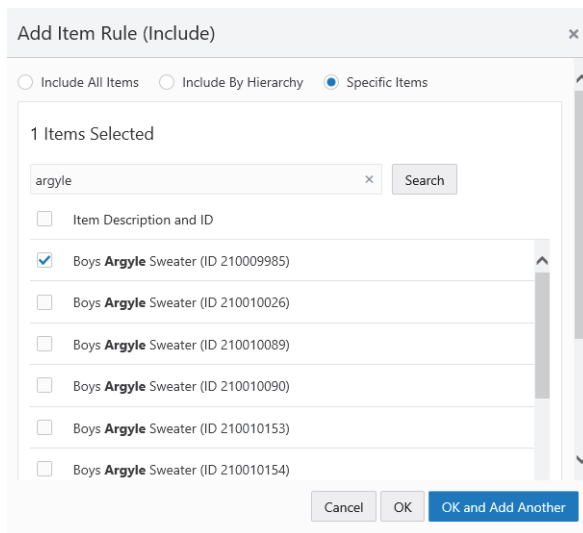 Add Item Rule (Include)
Include All Items Include By Hierarchy Specific Items
1 Items Selected
argyle Search
Item Description and ID
Boys Argyle Sweater (ID 210009985)
Boys Argyle Sweater (ID 210010026)
Boys Argyle Sweater (ID 210010089)
Boys Argyle Sweater (ID 210010090)
Boys Argyle Sweater (ID 210010153)
Boys Argyle Sweater (ID 210010154)
Cancel OK OK and Add Another